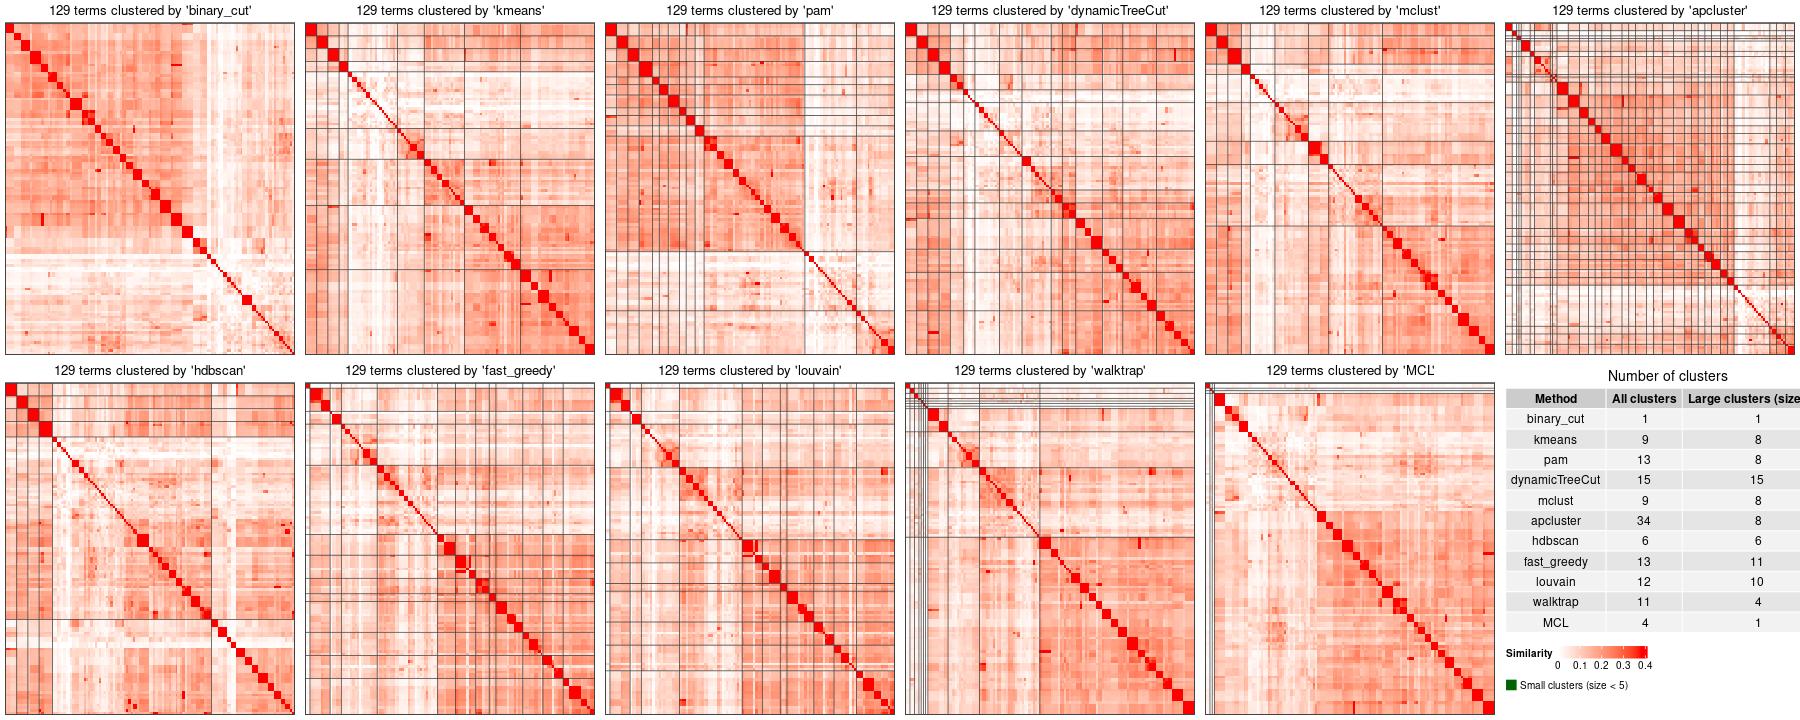 129 terms clustered by 'binary_cut'
129 terms clustered by 'kmeans'
129 terms clustered by 'pam'
129 terms clustered by 'dynamicTreeCut'
129 terms clustered by 'mclust'
129 terms clustered by 'apcluster'
129 terms clustered by 'hdbscan'
129 terms clustered by 'fast_greedy'
129 terms clustered by 'louvain'
129 terms clustered by 'walktrap'
129 terms clustered by 'MCL'
Number of clusters
Method All clusters Large clusters (size
binary_cut 1 1
kmeans 9 8
pam 13 8
dynamicTreeCut 15 15
mclust 9 8
apcluster 34 8
hdbscan 6 6
fast_greedy 13 11
louvain 12 10
walktrap 11 4
MCL 4 1
Similarity
0 0.1 0.2 0.3 0.4
Small clusters (size < 5)